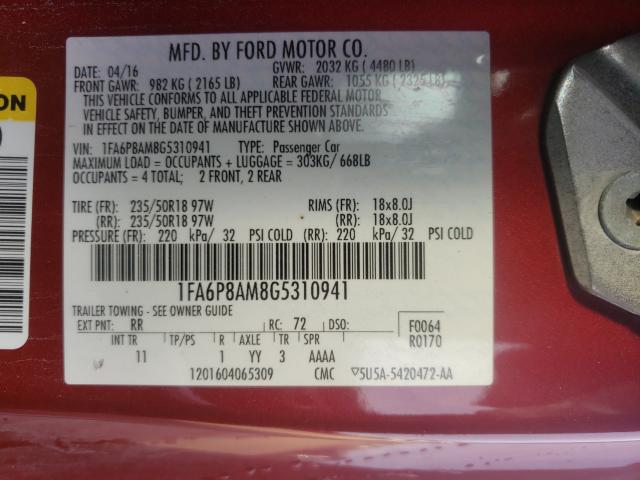 MFD. BY FORD MOTOR CO.
DATE: 04/16 GVWR: 2032 KG ( 4480 LB)
FRONT GAWR: 982 KG ( 2165 LB) REAR GAWR: 1055 KG ( 2325 LB)
THIS VEHICLE CONFORMS TO ALL APPLICABLE FEDERAL MOTOR
VEHICLE SAFETY, BUMPER, AND THEFT PREVENTION
STANDARDS IN EFFECT ON THE DATE OF MANUFACTURE SHOWN ABOVE.
VIN: 1FA6P8AM8G5310941 TYPE: Passenger Car
MAXIMUM LOAD = OCCUPANTS + LUGGAGE = 303KG/ 668LB
OCCUPANTS = 4 TOTAL; 2 FRONT, 2 REAR
TIRE (FR): 235/50R18 97W RIMS (FR): 18x8.0J
(RR): 235/50R18 97W (RR): 18x8.0J
PRESSURE (FR): 220 kPa/ 32 PSI COLD (RR): 220 kPa/ 32 PSI COLD
1FA6P8AM8G5310941
TRAILER TOWING - SEE OWNER GUIDE
EXT PNT: RR RC: 72 DSO: F0064
INT TR TP/PS R AXLE TR SPR R0170
11 1 YY 3 AAAA
1201604065309 CMC ▽5U5A-5420472-AA
ON